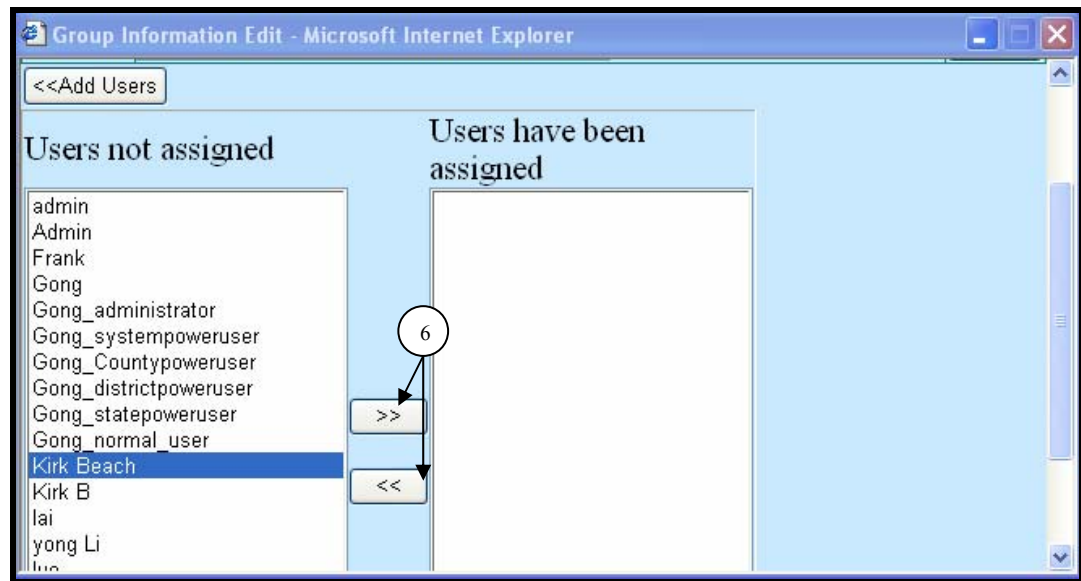 Group Information Edit - Microsoft Internet Explorer
<<Add Users
Users not assigned
Users have been
assigned
admin
Admin
Frank
Gong
Gong_administrator
Gong_systempoweruser
Gong_Countypoweruser
Gong_districtpoweruser
Gong_statepoweruser
Gong_normal_user
Kirk Beach
Kirk B
lai
yong Li
6
>>
<<